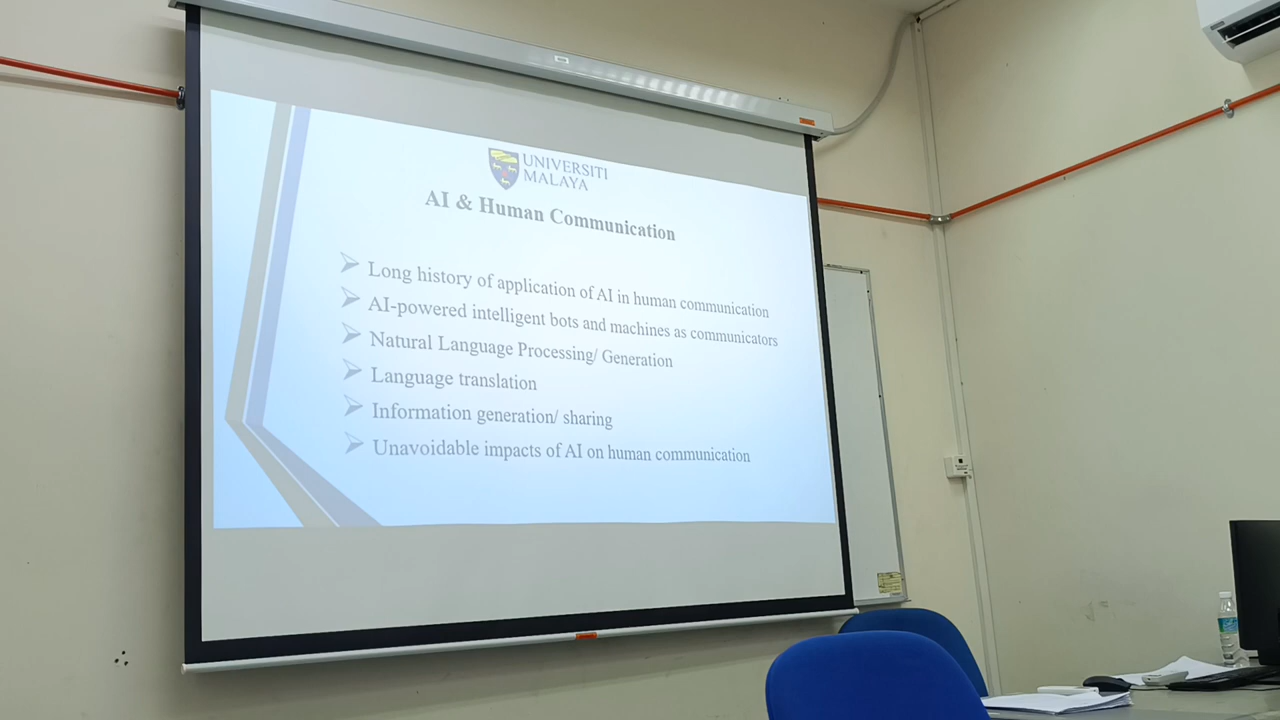 UNIVERSITI
MALAYA
AI & Human Communication
Long history of application of AI in human communication
AI-powered intelligent bots and machines as communicators
Natural Language Processing/ Generation
Language translation
Information generation/ sharing
Unavoidable impacts of AI on human communication